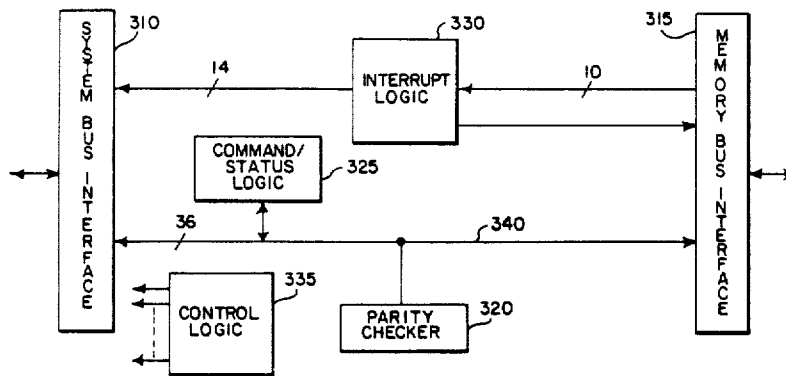 310
330
315
SYSTEM BUS INTERFACE
14
INTERRUPT
LOGIC
10
MEMORY BUS INTERFACE
COMMAND/
STATUS
LOGIC
325
36
340
335
CONTROL
LOGIC
PARITY
CHECKER
320